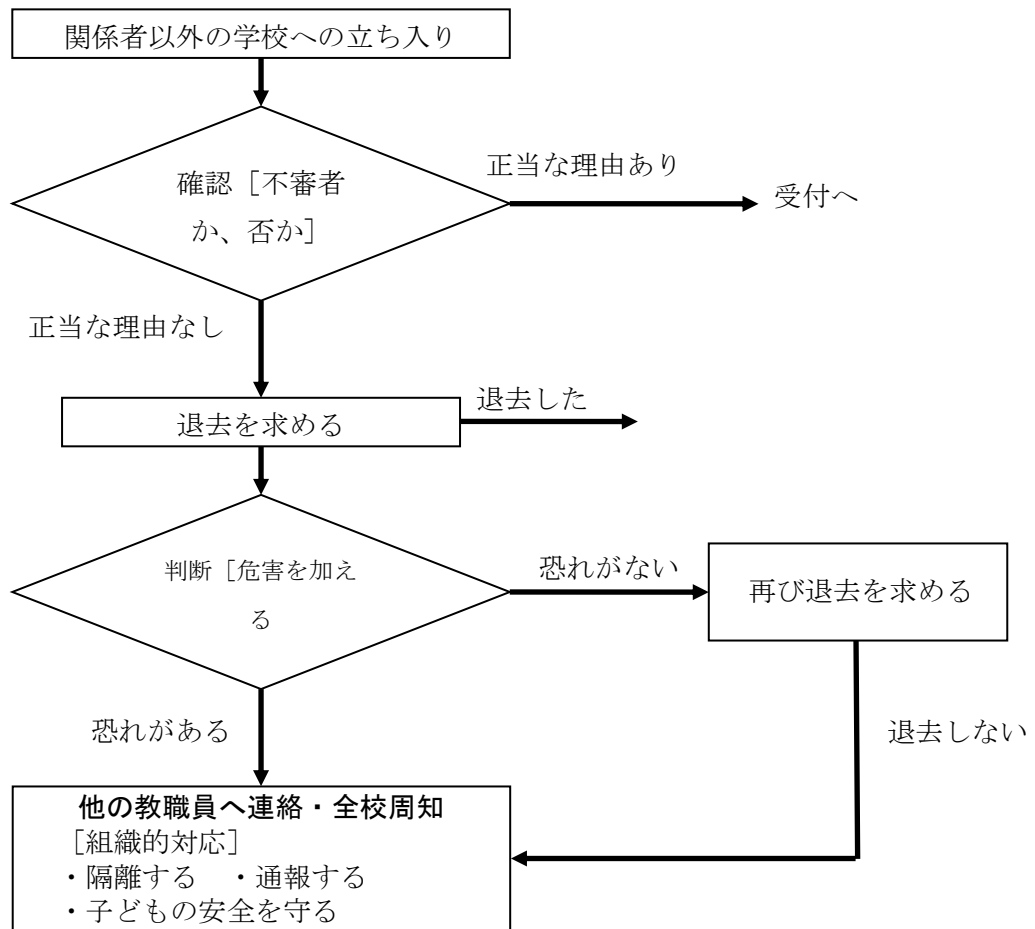 関係者以外の学校への立ち入り
正当な理由あり
確認［不審者
か、否か］
受付へ
正当な理由なし
退去した
退去を求める
判断［危害を加え
る
恐れがない
再び退去を求める
恐れがある
退去しない
他の教職員へ連絡・全校周知
［組織的対応］
・隔離する　・通報する
・子どもの安全を守る